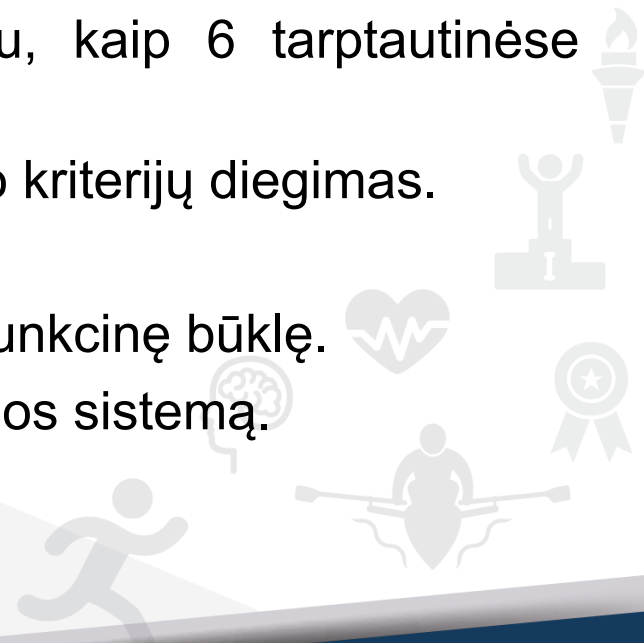 u, kaip 6 tarptautinėse
kriterijų diegimas.
unkcinę būklę.
os sistemą.